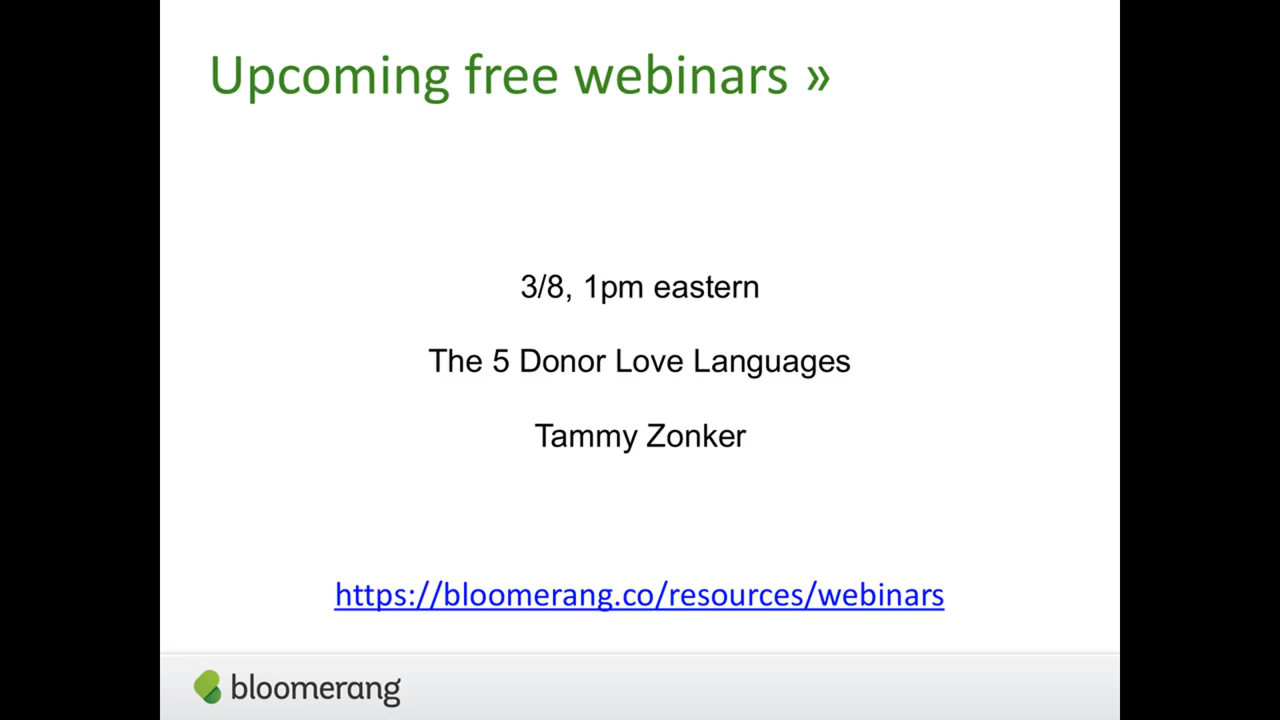 Upcoming free webinars »
3/8, 1pm eastern
The 5 Donor Love Languages
Tammy Zonker
https://bloomerang.co/resources/webinars
bloomerang